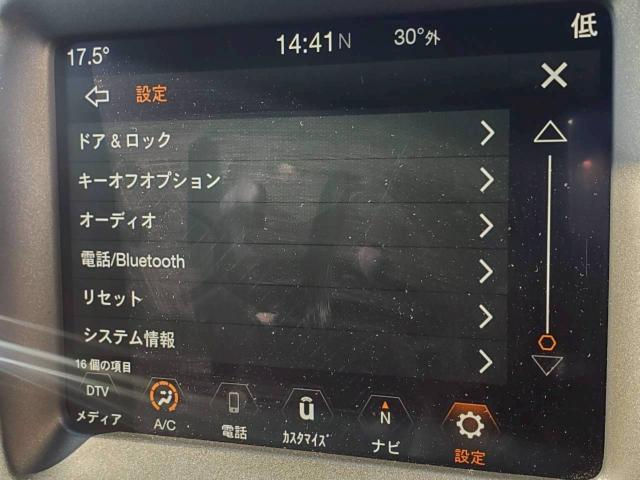 17.5° 14:41 N 30°外 低
設定
ドア & ロック
キーオフオプション
オーディオ
電話/Bluetooth
リセット
システム情報
16 個の項目
DTV N
メディア A/C 電話 カスタマイズ ナビ 設定